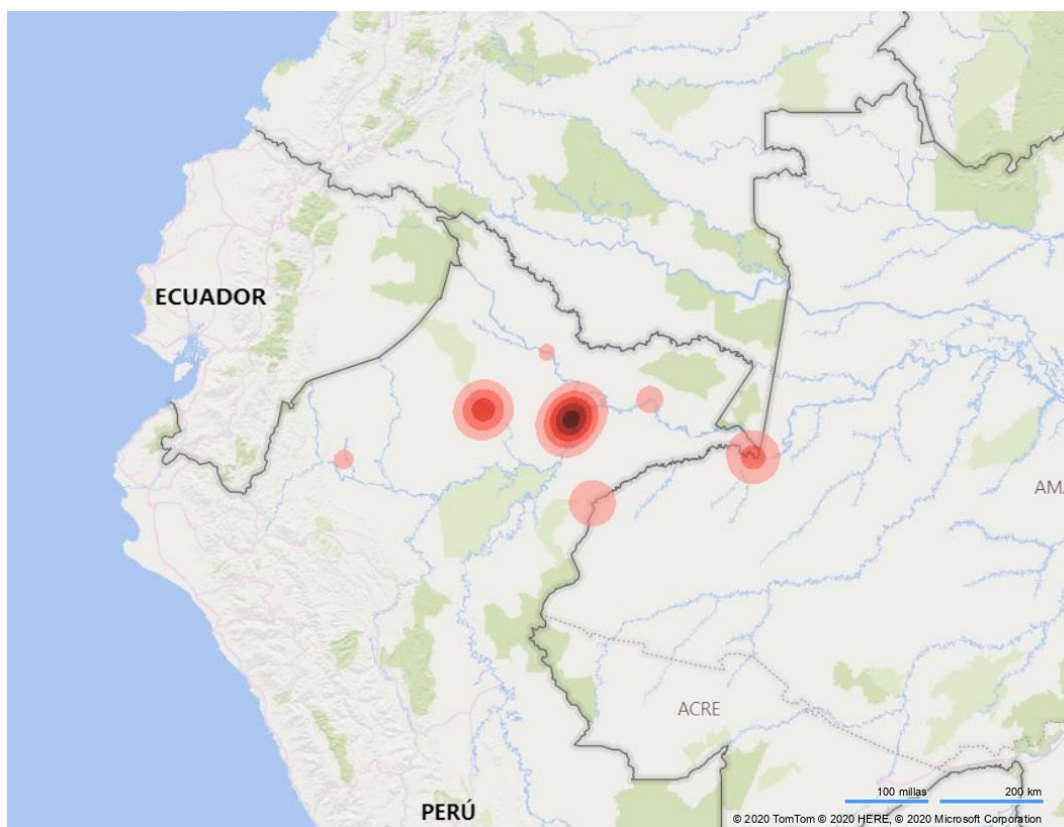 ECUADOR
AM
ACRE
PERÚ
100 millas
200 km
© 2020 TomTom © 2020 HERE, © 2020 Microsoft Corporation